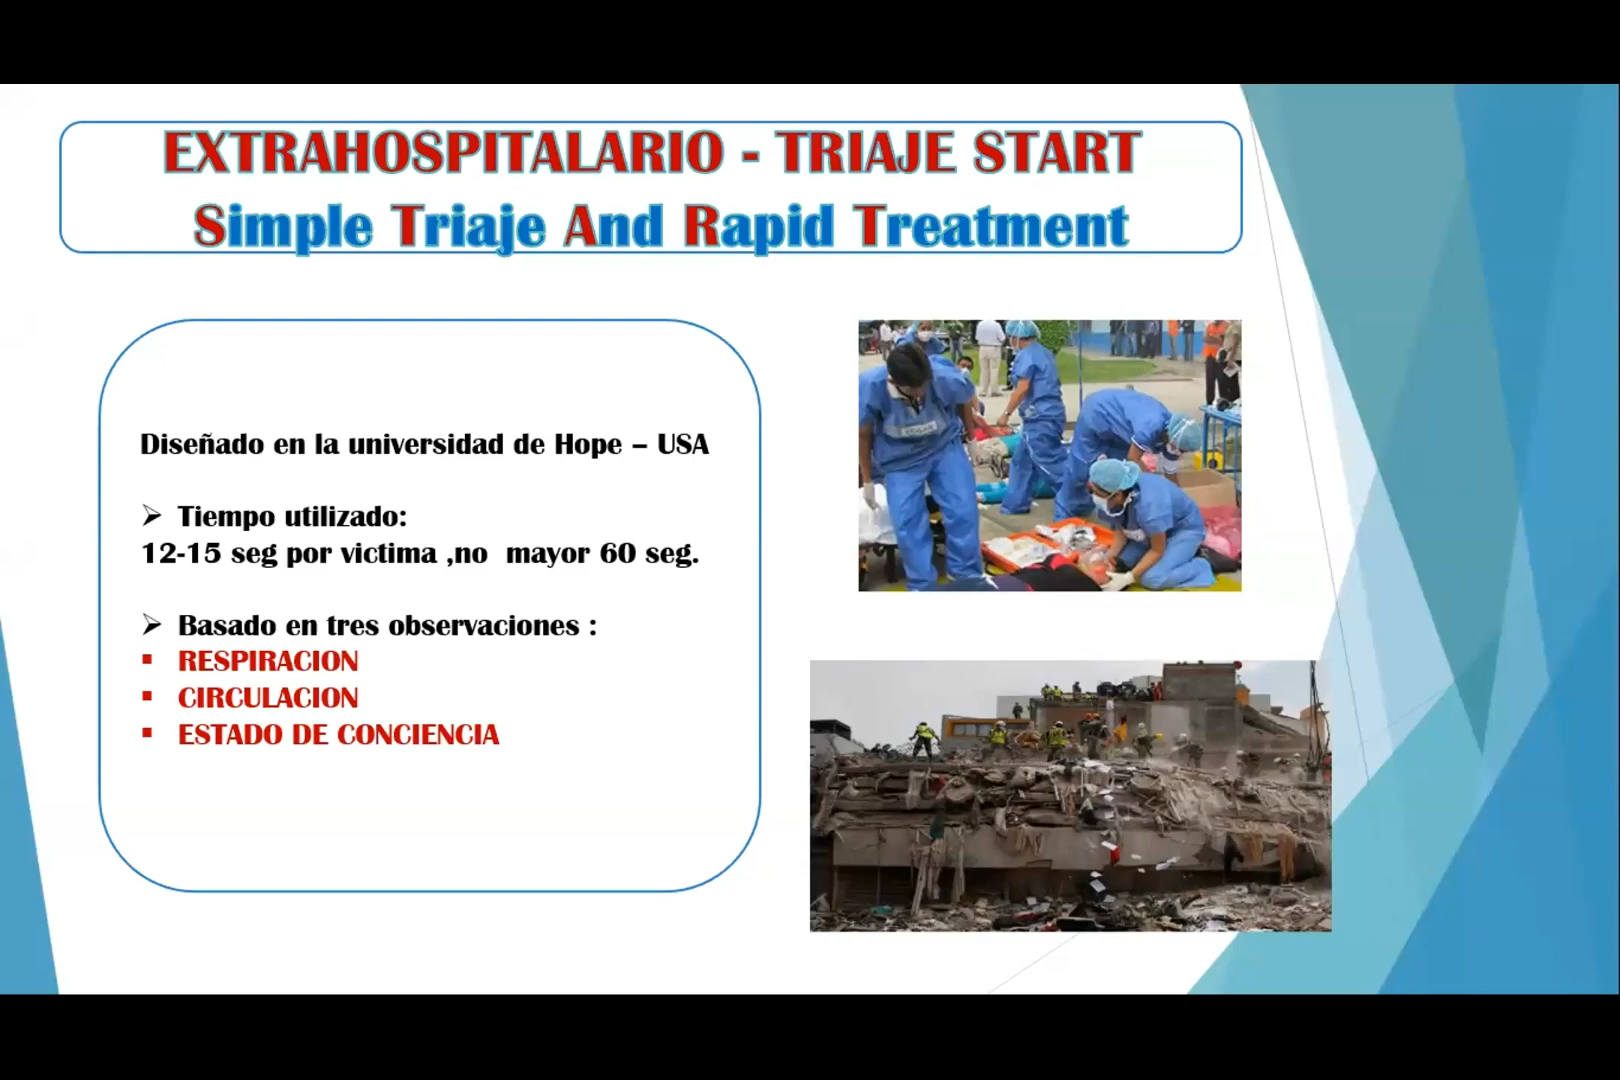 EXTRAHOSPITALARIO - TRIAJE START
Simple Triaje And Rapid Treatment
Diseñado en la universidad de Hope – USA
➢ Tiempo utilizado:
12-15 seg por victima ,no mayor 60 seg.
➢ Basado en tres observaciones :
▪ RESPIRACION
▪ CIRCULACION
▪ ESTADO DE CONCIENCIA